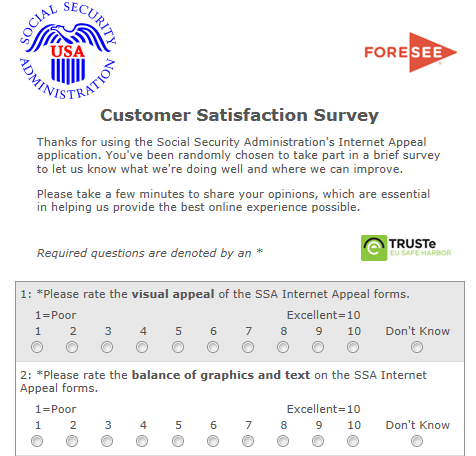 SOCIAL SECURITY
USA
ADMINISTRATION
FORESEE
Customer Satisfaction Survey
Thanks for using the Social Security Administration's Internet Appeal
application. You've been randomly chosen to take part in a brief survey
to let us know what we're doing well and where we can improve.
Please take a few minutes to share your opinions, which are essential
in helping us provide the best online experience possible.
Required questions are denoted by an *
TRUSTe
EU SAFE HARBOR
1: *Please rate the visual appeal of the SSA Internet Appeal forms.
1=Poor Excellent=10
1 2 3 4 5 6 7 8 9 10 Don't Know
2: *Please rate the balance of graphics and text on the SSA Internet
Appeal forms.
1=Poor Excellent=10
1 2 3 4 5 6 7 8 9 10 Don't Know